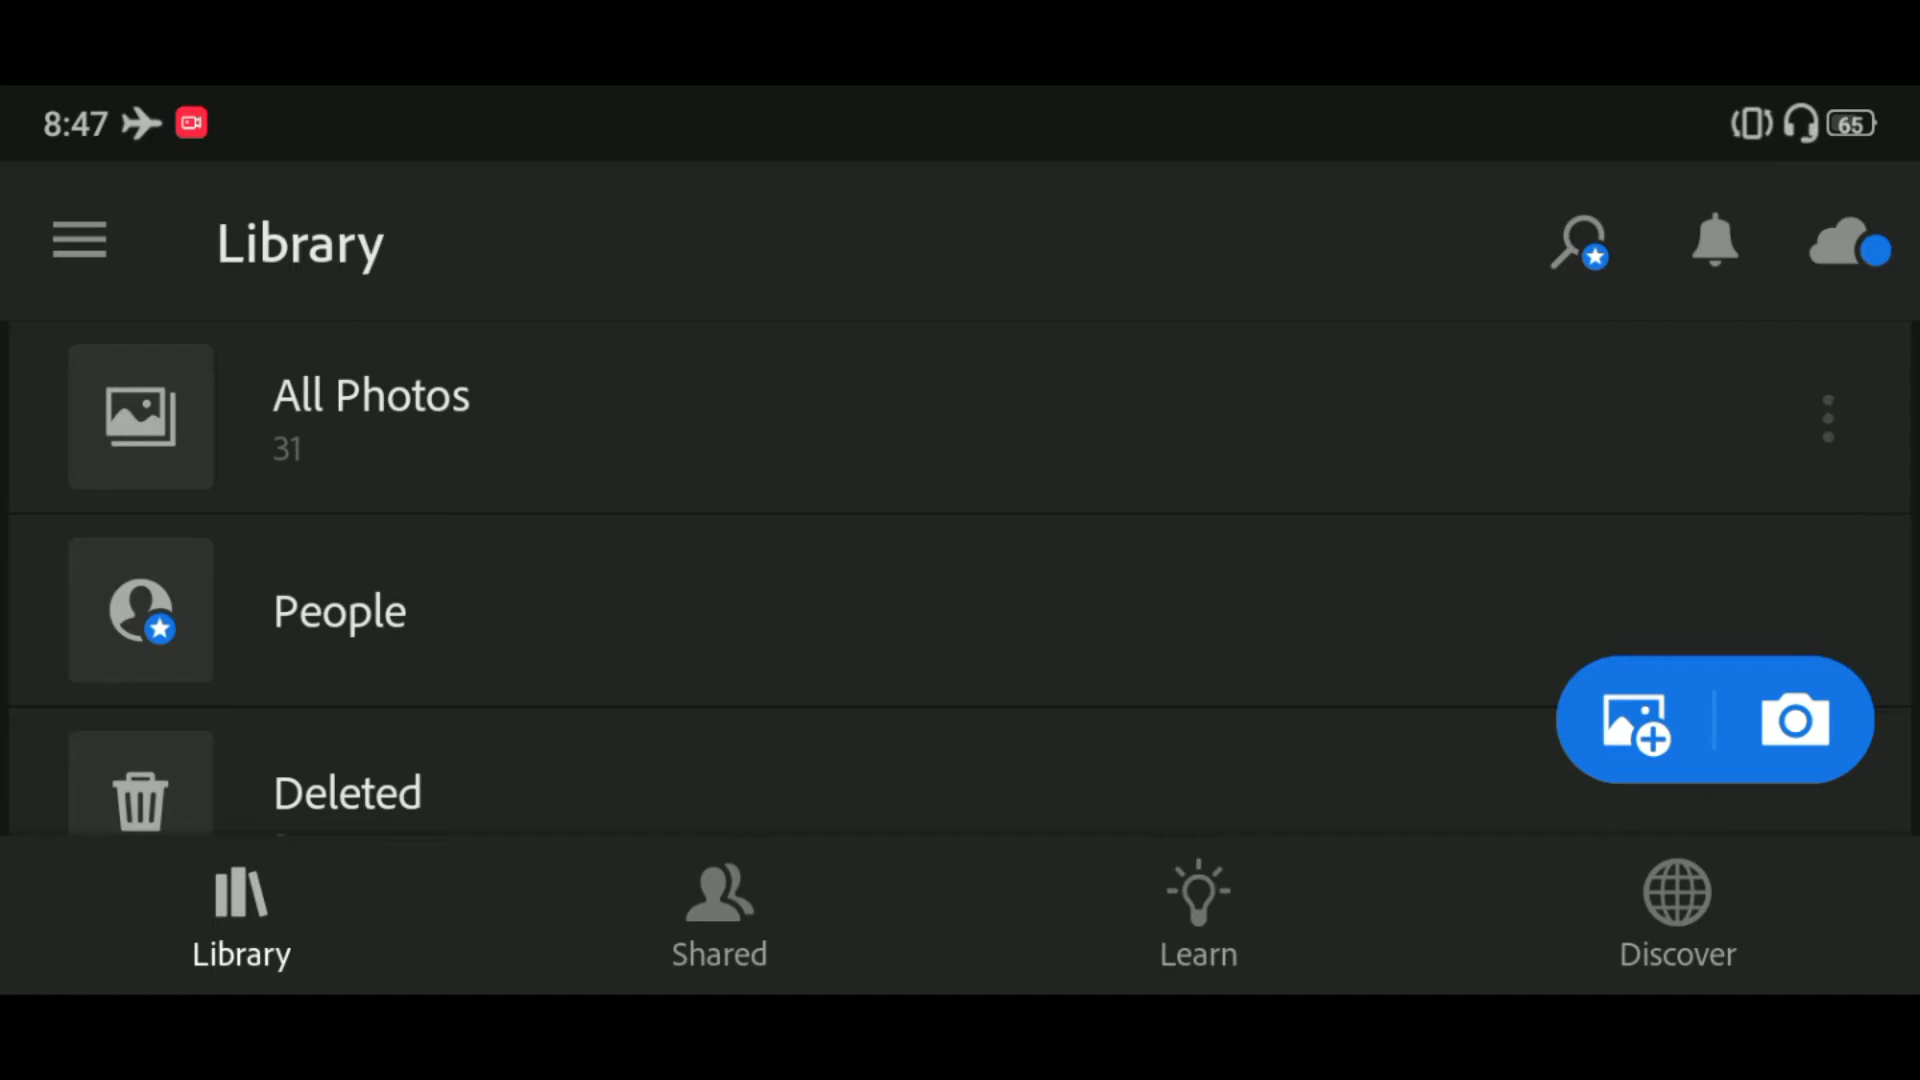 8:47
65
Library
All Photos
31
People
Deleted
Library
Shared
Learn
Discover